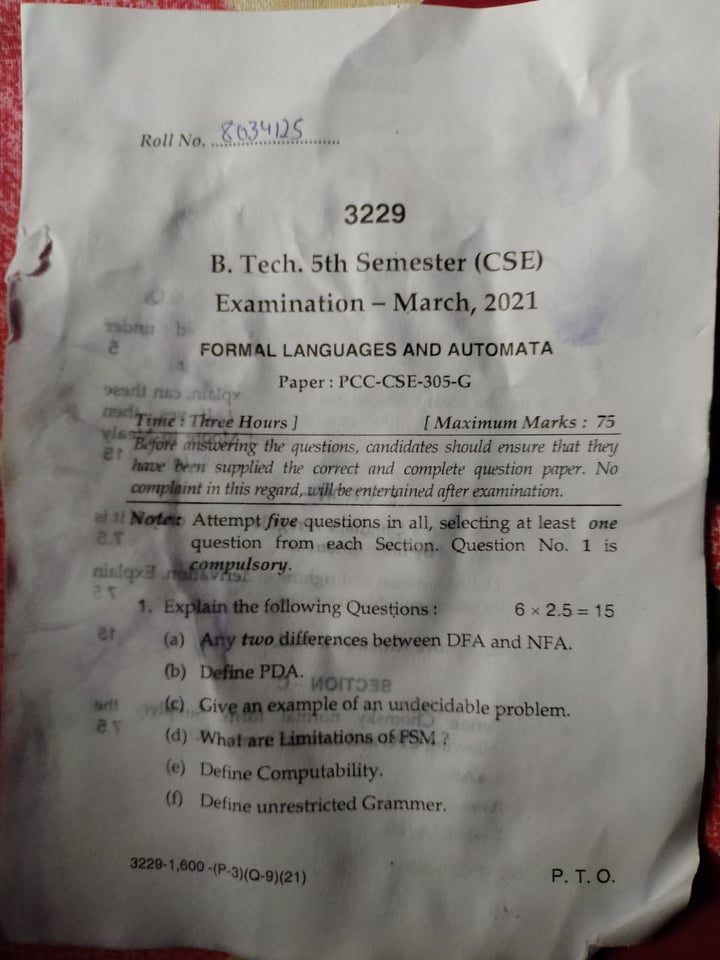 Roll No. 8034125
3229
B. Tech. 5th Semester (CSE)
Examination – March, 2021
FORMAL LANGUAGES AND AUTOMATA
Paper : PCC-CSE-305-G
Time : Three Hours ] [ Maximum Marks : 75
Before answering the questions, candidates should ensure that they
have been supplied the correct and complete question paper. No
complaint in this regard, will be entertained after examination.
Note : Attempt five questions in all, selecting at least one
question from each Section. Question No. 1 is
compulsory.
1. Explain the following Questions : 6 × 2.5 = 15
(a) Any two differences between DFA and NFA.
(b) Define PDA.
(c) Give an example of an undecidable problem.
(d) What are Limitations of FSM ?
(e) Define Computability.
(f) Define unrestricted Grammer.
3229-1,600 -(P-3)(Q-9)(21) P. T. O.